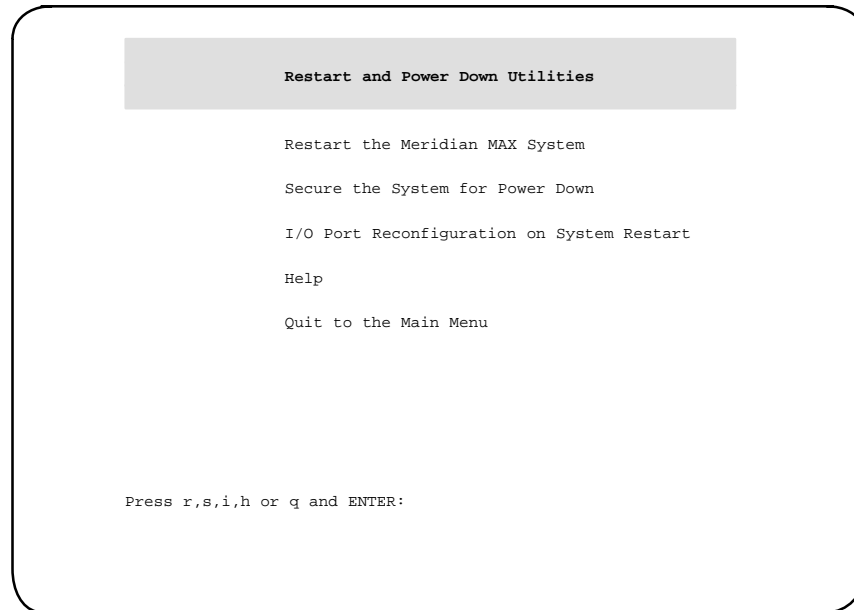 Restart and Power Down Utilities
Restart the Meridian MAX System
Secure the System for Power Down
I/O Port Reconfiguration on System Restart
Help
Quit to the Main Menu
Press r,s,i,h or q and ENTER: